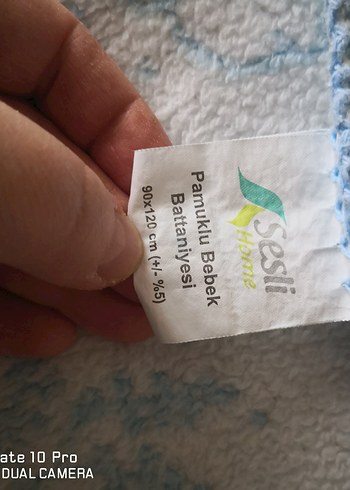 Sesli
Home
Pamuklu Bebek
Battaniyesi
90x120 cm (+/- %5)
ate 10 Pro
DUAL CAMERA